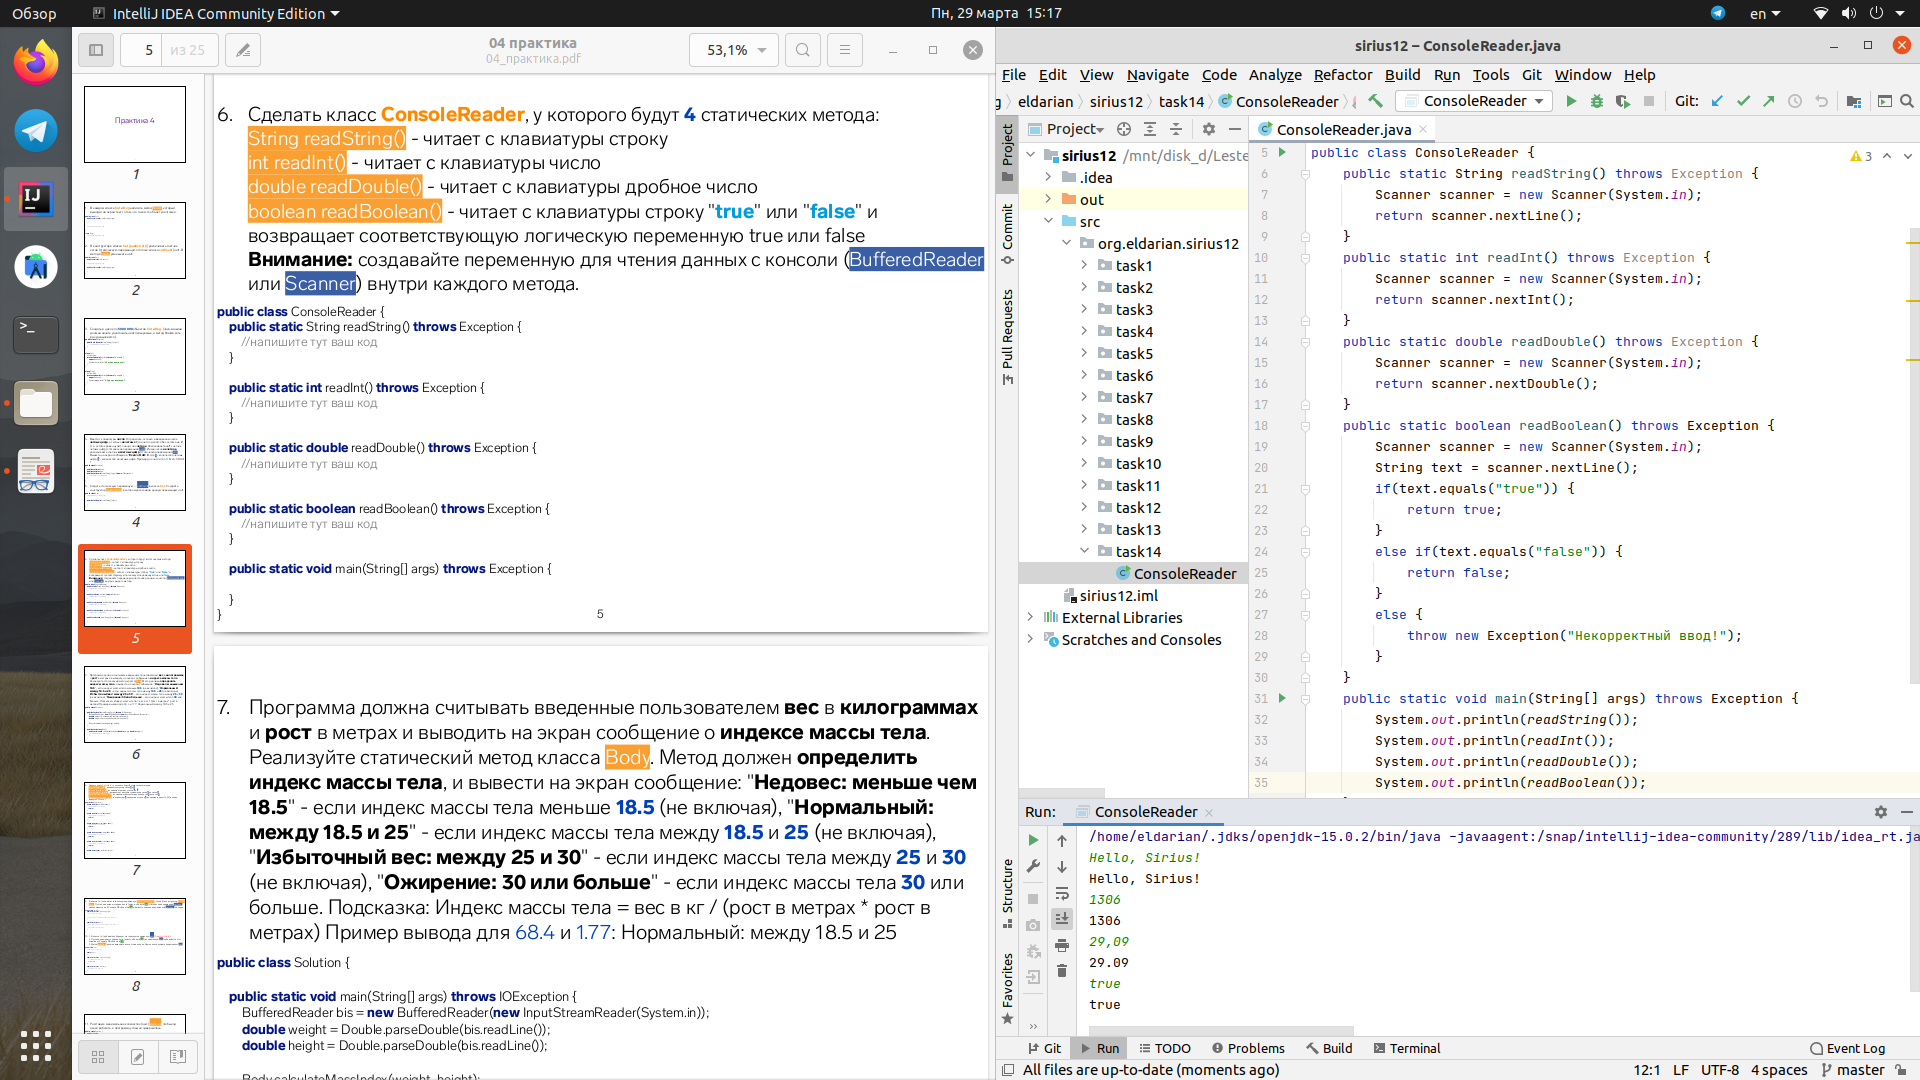 Обзор
IntelliJ IDEA Community Edition
Пн, 29 марта 15:17
en
5 из 25
04 практика
04_практика.pdf
53,1%
Практика 4
1
2
3
4
5
6
7
8
6. Сделать класс ConsoleReader, у которого будут 4 статических метода:
String readString() - читает с клавиатуры строку
int readInt() - читает с клавиатуры число
double readDouble() - читает с клавиатуры дробное число
boolean readBoolean() - читает с клавиатуры строку "true" или "false" и
возвращает соответствующую логическую переменную true или false
Внимание: создавайте переменную для чтения данных с консоли (BufferedReader
или Scanner) внутри каждого метода.
public class ConsoleReader {
public static String readString() throws Exception {
//напишите тут ваш код
}
public static int readInt() throws Exception {
//напишите тут ваш код
}
public static double readDouble() throws Exception {
//напишите тут ваш код
}
public static boolean readBoolean() throws Exception {
//напишите тут ваш код
}
public static void main(String[] args) throws Exception {
}
}
5
7. Программа должна считывать введенные пользователем вес в килограммах
и рост в метрах и выводить на экран сообщение о индексе массы тела.
Реализуйте статический метод класса Body. Метод должен определить
индекс массы тела, и вывести на экран сообщение: "Недовес: меньше чем
18.5" - если индекс массы тела меньше 18.5 (не включая), "Нормальный:
между 18.5 и 25" - если индекс массы тела между 18.5 и 25 (не включая),
"Избыточный вес: между 25 и 30" - если индекс массы тела между 25 и 30
(не включая), "Ожирение: 30 или больше" - если индекс массы тела 30 или
больше. Подсказка: Индекс массы тела = вес в кг / (рост в метрах * рост в
метрах) Пример вывода для 68.4 и 1.77: Нормальный: между 18.5 и 25
public class Solution {
public static void main(String[] args) throws IOException {
BufferedReader bis = new BufferedReader(new InputStreamReader(System.in));
double weight = Double.parseDouble(bis.readLine());
double height = Double.parseDouble(bis.readLine());
Body.calculateMassIndex(weight, height);
sirius12 – ConsoleReader.java
File Edit View Navigate Code Analyze Refactor Build Run Tools Git Window Help
eldarian sirius12 task14 ConsoleReader
ConsoleReader
Git:
Project
ConsoleReader.java
Project
Commit
Pull Requests
Structure
Favorites
sirius12 /mnt/disk_d/Leste
.idea
out
src
org.eldarian.sirius12
task1
task2
task3
task4
task5
task6
task7
task8
task9
task10
task11
task12
task13
task14
ConsoleReader
sirius12.iml
External Libraries
Scratches and Consoles
3
5 public class ConsoleReader {
6 public static String readString() throws Exception {
7 Scanner scanner = new Scanner(System.in);
8 return scanner.nextLine();
9 }
10 public static int readInt() throws Exception {
11 Scanner scanner = new Scanner(System.in);
12 return scanner.nextInt();
13 }
14 public static double readDouble() throws Exception {
15 Scanner scanner = new Scanner(System.in);
16 return scanner.nextDouble();
17 }
18 public static boolean readBoolean() throws Exception {
19 Scanner scanner = new Scanner(System.in);
20 String text = scanner.nextLine();
21 if(text.equals("true")) {
22 return true;
23 }
24 else if(text.equals("false")) {
25 return false;
26 }
27 else {
28 throw new Exception("Некорректный ввод!");
29 }
30 }
31 public static void main(String[] args) throws Exception {
32 System.out.println(readString());
33 System.out.println(readInt());
34 System.out.println(readDouble());
35 System.out.println(readBoolean());
Run: ConsoleReader
/home/eldarian/.jdks/openjdk-15.0.2/bin/java -javaagent:/snap/intellij-idea-community/289/lib/idea_rt.ja
Hello, Sirius!
Hello, Sirius!
1306
1306
29,09
29.09
true
true
Git Run TODO Problems Build Terminal Event Log
All files are up-to-date (moments ago)
12:1 LF UTF-8 4 spaces master